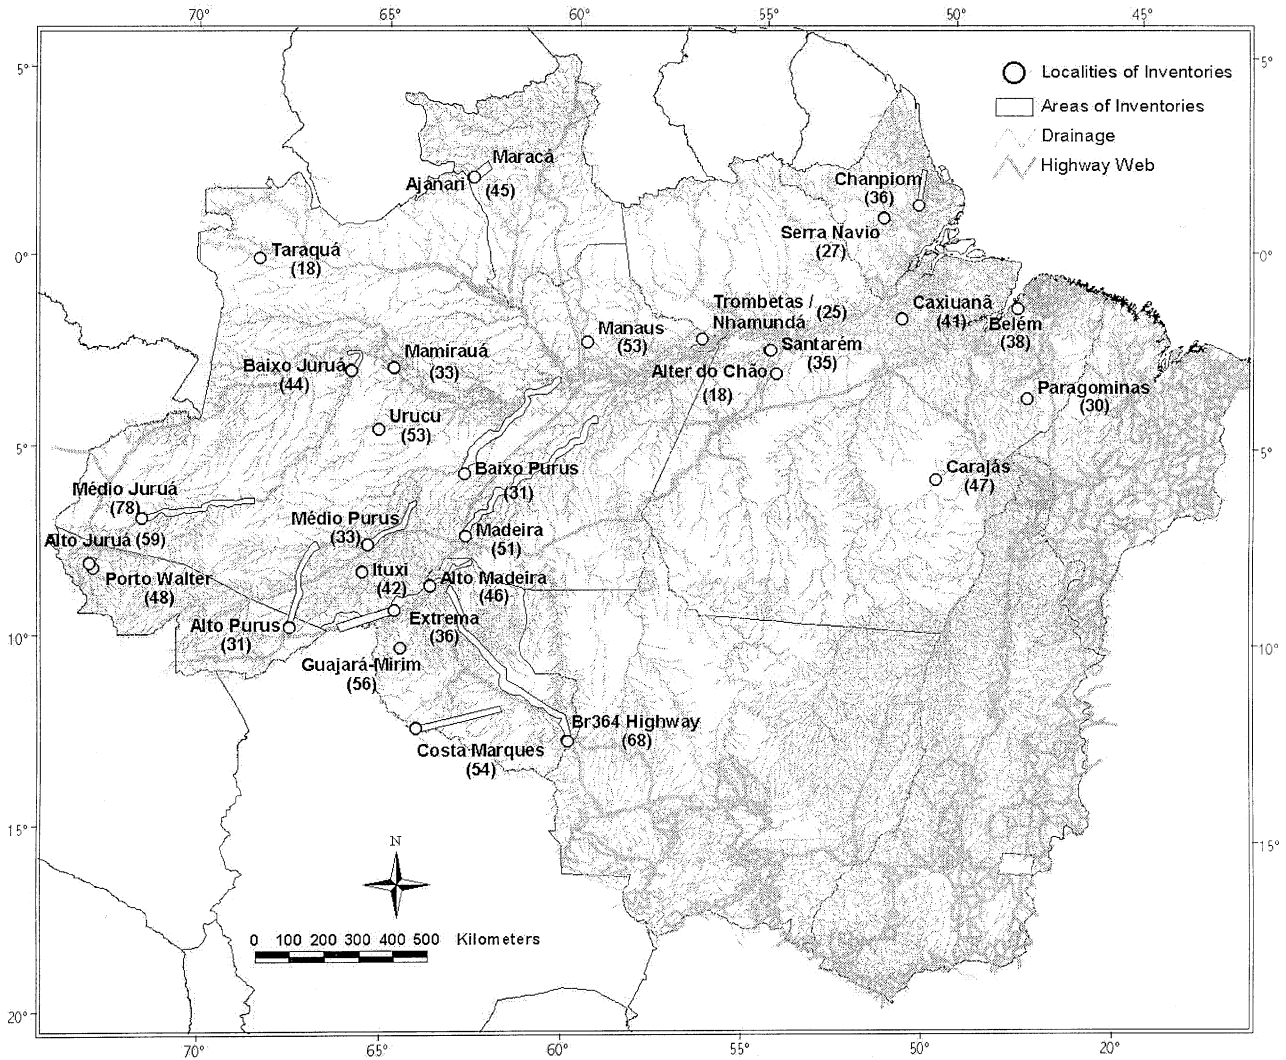 70° 65° 60° 55° 50° 45°
5° 5°
Localities of Inventories
Areas of Inventories
Drainage
Highway Web
Maracá
Ajanari (45)
Chanpiom
(36)
Serra Navio
(27)
Taraquá
(18)
0° 0°
Trombetas / (25)
Nhamundá
Caxiuanã
(41)
Belém
(38)
Manaus
(53)
Santarém
(35)
Mamirauá
(33)
Baixo Juruá
(44)
Alter do Chão
(18)
Paragominas
(30)
Urucu
(53)
5° 5°
Baixo Purus
(31)
Carajás
(47)
Médio Juruá
(78)
Médio Purus
(33)
Madeira
(51)
Alto Juruá (59)
Porto Walter
(48)
Ituxi
(42)
Alto Madeira
(46)
Extrema
(36)
Alto Purus
(31)
10° 10°
Guajará-Mirim
(56)
Br364 Highway
(68)
Costa Marques
(54)
15° 15°
N
0 100 200 300 400 500 Kilometers
20°
70° 65° 60° 55° 50° 20°